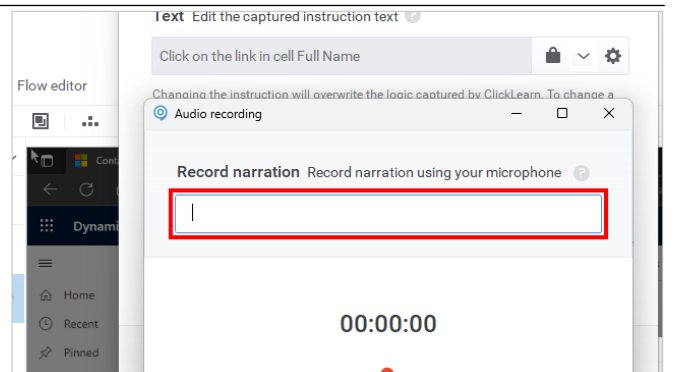 Text Edit the captured instruction text ?
Click on the link in cell Full Name
Flow editor
Changing the instruction will overwrite the logic captured by ClickLearn. To change a
Audio recording
Record narration Record narration using your microphone ?
Home
Recent
Pinned
00:00:00